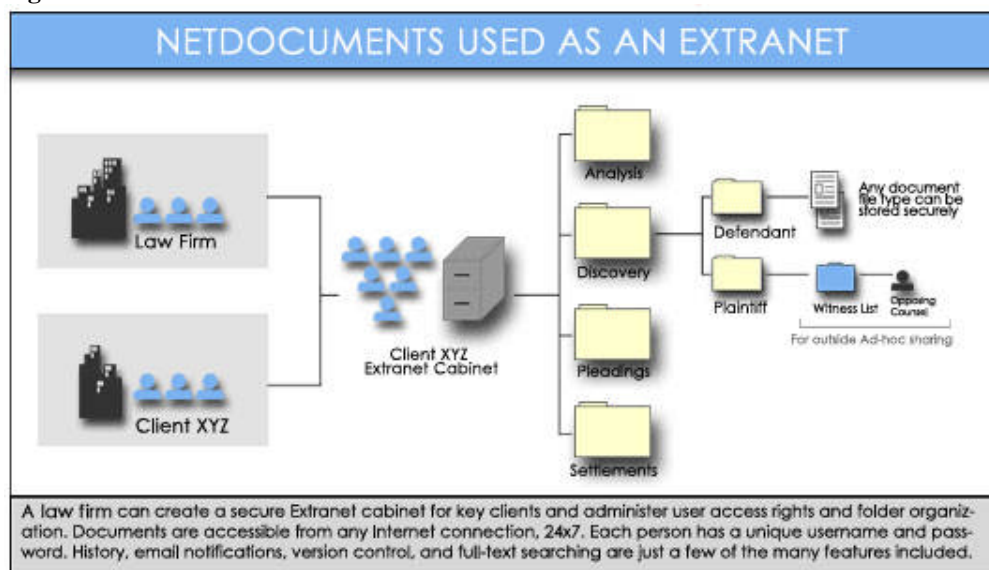 NETDOCUMENTS USED AS AN EXTRANET
Law Firm
Client XYZ
Client XYZ
Extranet Cabinet
Analysis
Discovery
Pleadings
Settlements
Defendant
Plaintiff
Any document
file type can be
stored securely
Witness List
Opposing
Counsel
For outside Ad-hoc sharing
A law firm can create a secure Extranet cabinet for key clients and administer user access rights and folder organiz-
ation. Documents are accessible from any Internet connection, 24x7. Each person has a unique username and pass-
word. History, email notifications, version control, and full-text searching are just a few of the many features included.